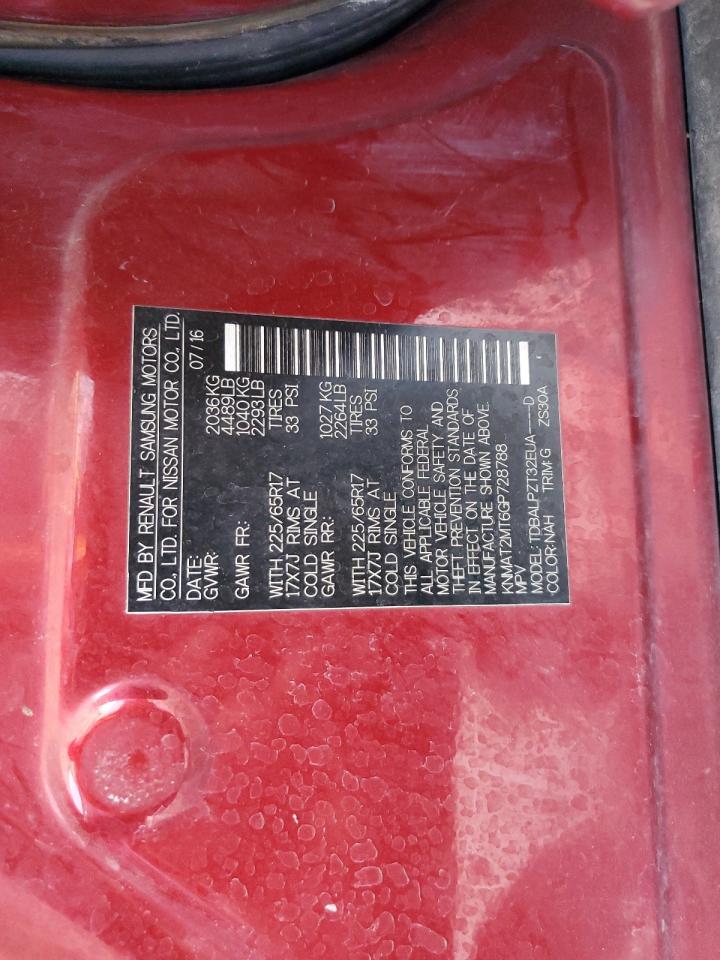 MFD BY RENAULT SAMSUNG MOTORS
CO., LTD. FOR NISSAN MOTOR CO., LTD.
DATE: 07/16
GVWR: 2036KG
4489LB
GAWR FR: 1040KG
2293LB
WITH 225/65R17 TIRES
17X7J RIMS AT 33 PSI.
COLD SINGLE
GAWR RR: 1027KG
2264LB
WITH 225/65R17 TIRES
17X7J RIMS AT 33 PSI
COLD SINGLE
THIS VEHICLE CONFORMS TO
ALL APPLICABLE FEDERAL
MOTOR VEHICLE SAFETY AND
THEFT PREVENTION STANDARDS
IN EFFECT ON THE DATE OF
MANUFACTURE SHOWN ABOVE.
KNMAT2MT6GP728788
MPV
MODEL: TDBALPZT32EUA-----D
COLOR:NAH TRIM:G ZS30A